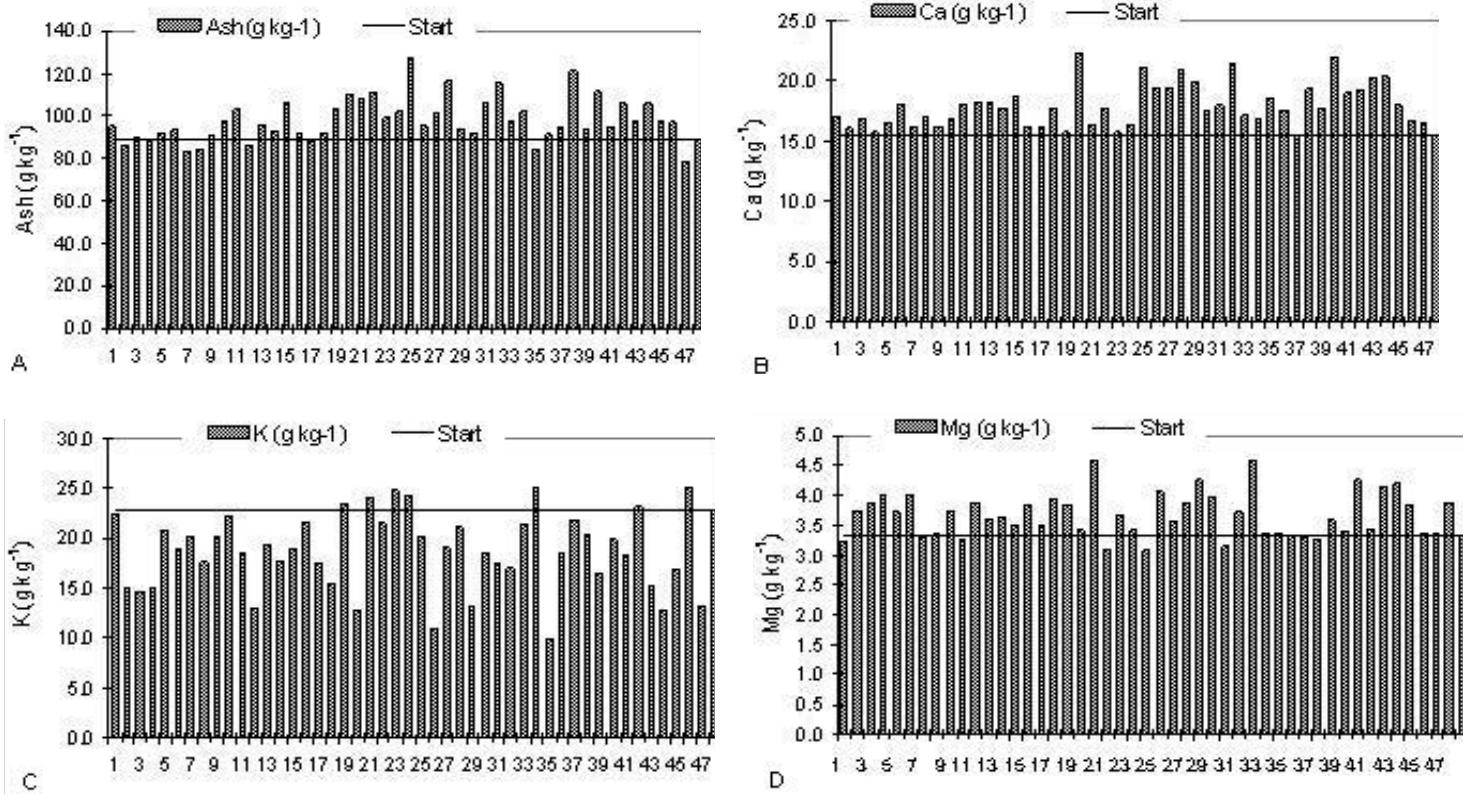 Ash (g kg-1) Start
140.0
120.0
100.0
80.0
60.0
40.0
20.0
0.0
Ash (g kg⁻¹)
1 3 5 7 9 11 13 15 17 19 21 23 25 27 29 31 33 35 37 39 41 43 45 47
A
Ca (g kg-1) Start
25.0
20.0
15.0
10.0
5.0
0.0
Ca (g kg⁻¹)
1 3 5 7 9 11 13 15 17 19 21 23 25 27 29 31 33 35 37 39 41 43 45 47
B
K (g kg-1) Start
30.0
25.0
20.0
15.0
10.0
5.0
0.0
K (g kg⁻¹)
1 3 5 7 9 11 13 15 17 19 21 23 25 27 29 31 33 35 37 39 41 43 45 47
C
Mg (g kg-1) Start
5.0
4.5
4.0
3.5
3.0
2.5
2.0
1.5
1.0
0.5
0.0
Mg (g kg⁻¹)
1 3 5 7 9 11 13 15 17 19 21 23 25 27 29 31 33 35 37 39 41 43 45 47
D